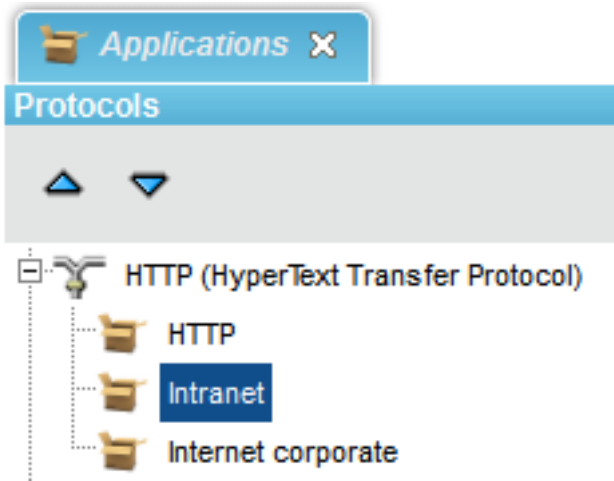 Applications
Protocols
HTTP (HyperText Transfer Protocol)
HTTP
Intranet
Internet corporate